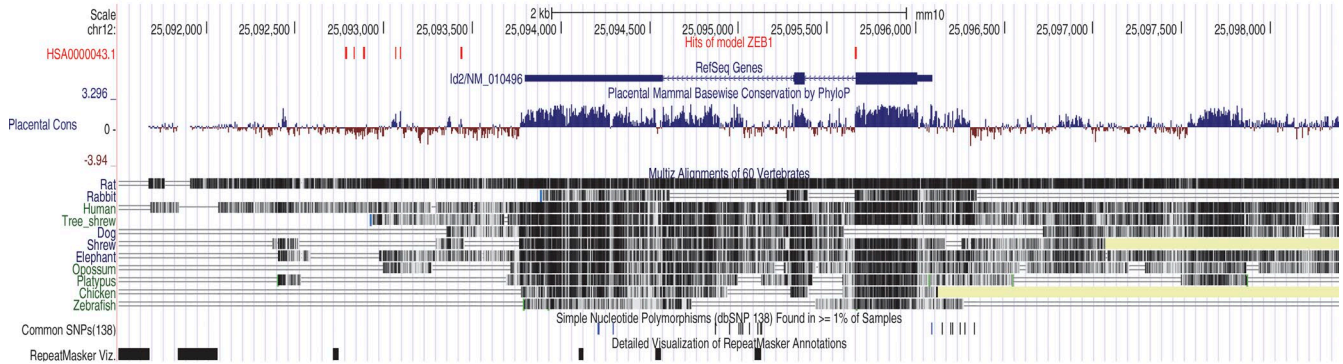 Scale 2 kb mm10
chr12: 25,092,000 25,092,500 25,093,000 25,093,500 25,094,000 25,094,500 25,095,000 25,095,500 25,096,000 25,096,500 25,097,000 25,097,500 25,098,000
Hits of model ZEB1
HSA0000043.1
RefSeq Genes
Id2/NM_010496
Placental Mammal Basewise Conservation by PhyloP
3.296 _
Placental Cons
0 -
-3.94 _
Multiz Alignments of 60 Vertebrates
Rat
Rabbit
Human
Tree_shrew
Dog
Shrew
Elephant
Opossum
Platypus
Chicken
Zebrafish
Simple Nucleotide Polymorphisms (dbSNP 138) Found in >= 1% of Samples
Common SNPs(138)
Detailed Visualization of RepeatMasker Annotations
RepeatMasker Viz.